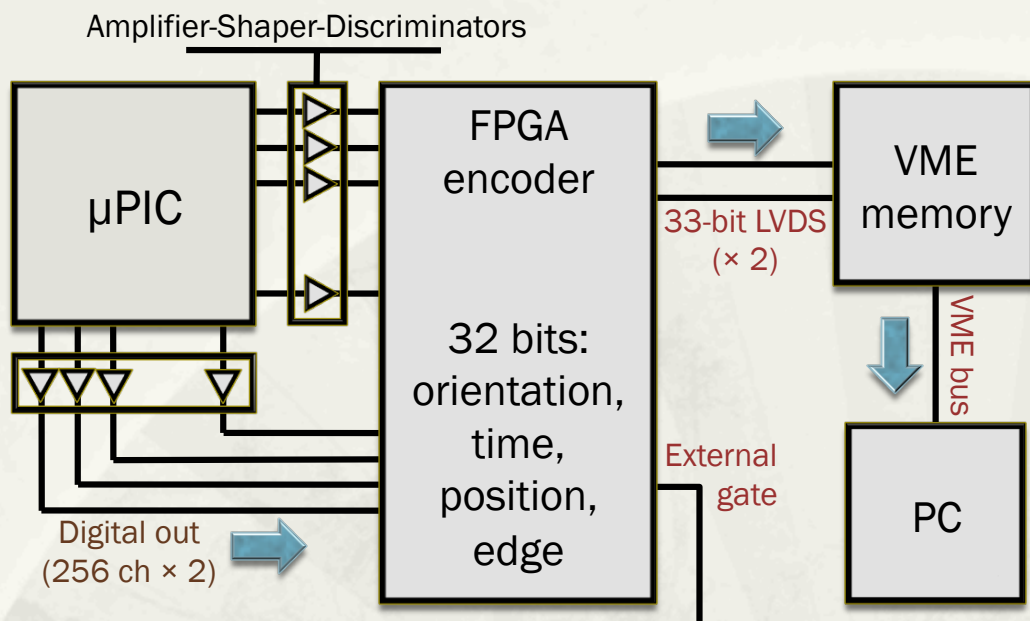 Amplifier-Shaper-Discriminators
μPIC
FPGA
encoder
32 bits:
orientation,
time,
position,
edge
VME
memory
33-bit LVDS
(× 2)
VME bus
External
gate
PC
Digital out
(256 ch × 2)